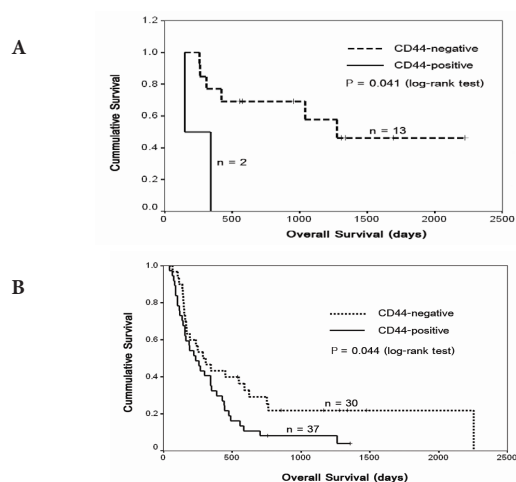 A
1.2
1.0
0.8
0.6
0.4
0.2
0.0
Cummulative Survival
CD44-negative
CD44-positive
P = 0.041 (log-rank test)
n = 13
n = 2
500
1000
1500
2000
2500
Overall Survival (days)
B
1.0
0.8
0.6
0.4
0.2
0.0
Cummulative Survival
CD44-negative
CD44-positive
P = 0.044 (log-rank test)
n = 30
n = 37
0
500
1000
1500
2000
2500
Overall Survival (days)